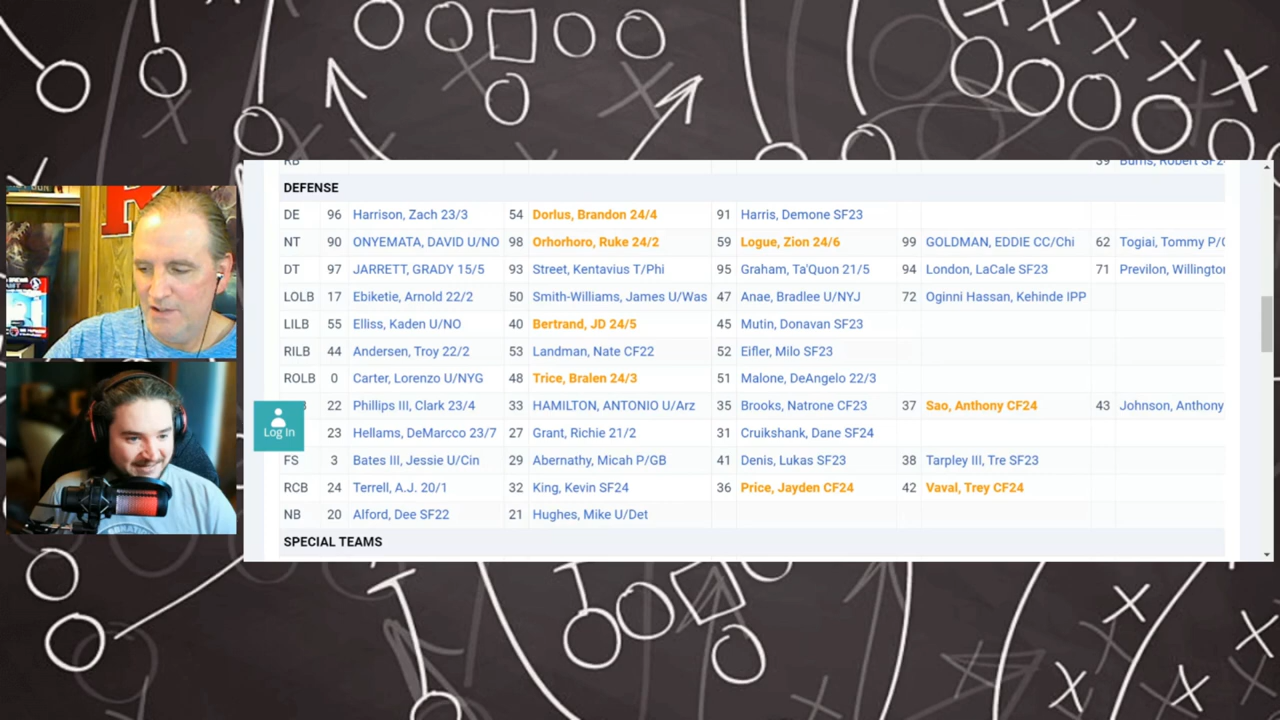 RB 39 Burns, Robert SF2
DEFENSE
DE 96 Harrison, Zach 23/3 54 Dorlus, Brandon 24/4 91 Harris, Demone SF23
NT 90 ONYEMATA, DAVID U/NO 98 Orhorhoro, Ruke 24/2 59 Logue, Zion 24/6 99 GOLDMAN, EDDIE CC/Chi 62 Togiai, Tommy P/
DT 97 JARRETT, GRADY 15/5 93 Street, Kentavius T/Phi 95 Graham, Ta'Quon 21/5 94 London, LaCale SF23 71 Previlon, Willington
LOLB 17 Ebiketie, Arnold 22/2 50 Smith-Williams, James U/Was 47 Anae, Bradlee U/NYJ 72 Oginni Hassan, Kehinde IPP
LILB 55 Elliss, Kaden U/NO 40 Bertrand, JD 24/5 45 Mutin, Donavan SF23
RILB 44 Andersen, Troy 22/2 53 Landman, Nate CF22 52 Eifler, Milo SF23
ROLB 0 Carter, Lorenzo U/NYG 48 Trice, Bralen 24/3 51 Malone, DeAngelo 22/3
22 Phillips III, Clark 23/4 33 HAMILTON, ANTONIO U/Arz 35 Brooks, Natrone CF23 37 Sao, Anthony CF24 43 Johnson, Anthony
Log In
23 Hellams, DeMarcco 23/7 27 Grant, Richie 21/2 31 Cruikshank, Dane SF24
FS 3 Bates III, Jessie U/Cin 29 Abernathy, Micah P/GB 41 Denis, Lukas SF23 38 Tarpley III, Tre SF23
RCB 24 Terrell, A.J. 20/1 32 King, Kevin SF24 36 Price, Jayden CF24 42 Vaval, Trey CF24
NB 20 Alford, Dee SF22 21 Hughes, Mike U/Det
SPECIAL TEAMS